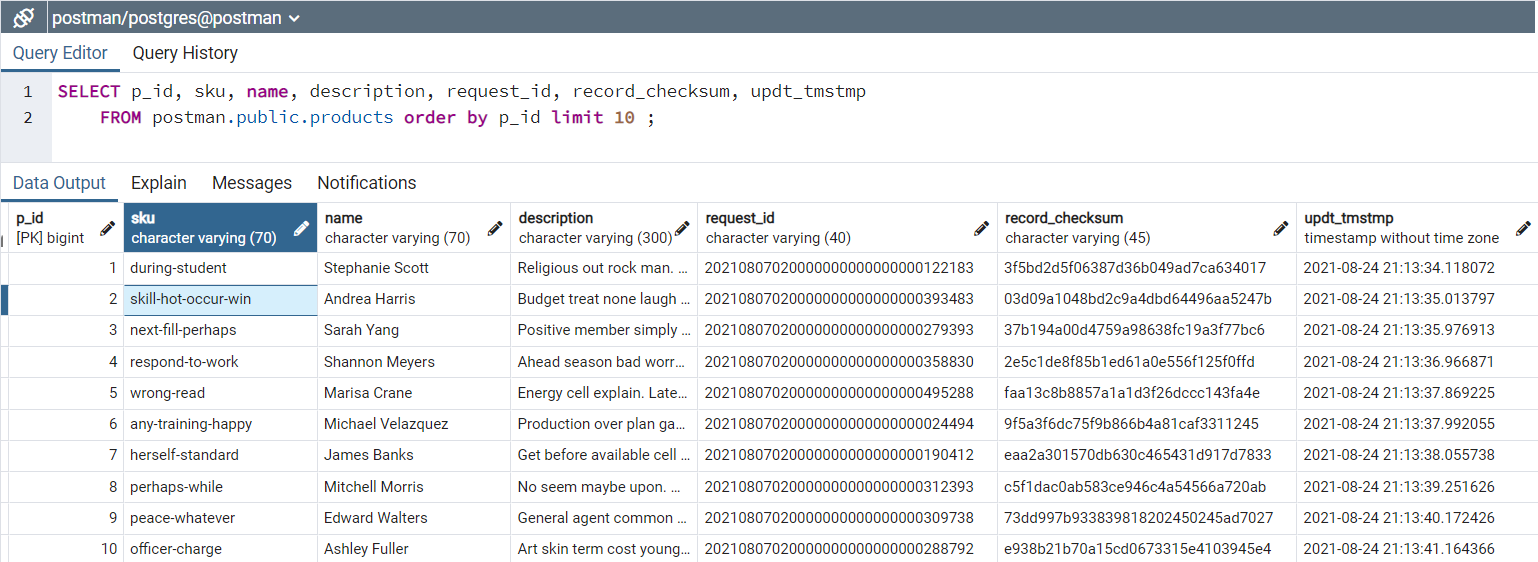 postman/postgres@postman
Query Editor Query History
1 SELECT p_id, sku, name, description, request_id, record_checksum, updt_tmstmp
2 FROM postman.public.products order by p_id limit 10 ;
Data Output Explain Messages Notifications
p_id sku name description request_id record_checksum updt_tmstmp
[PK] bigint character varying (70) character varying (70) character varying (300) character varying (40) character varying (45) timestamp without time zone
1 during-student Stephanie Scott Religious out rock man. ... 20210807020000000000000000122183 3f5bd2d5f06387d36b049ad7ca634017 2021-08-24 21:13:34.118072
2 skill-hot-occur-win Andrea Harris Budget treat none laugh ... 20210807020000000000000000393483 03d09a1048bd2c9a4dbd64496aa5247b 2021-08-24 21:13:35.013797
3 next-fill-perhaps Sarah Yang Positive member simply ... 20210807020000000000000000279393 37b194a00d4759a98638fc19a3f77bc6 2021-08-24 21:13:35.976913
4 respond-to-work Shannon Meyers Ahead season bad worr... 20210807020000000000000000358830 2e5c1de8f85b1ed61a0e556f125f0ffd 2021-08-24 21:13:36.966871
5 wrong-read Marisa Crane Energy cell explain. Late... 20210807020000000000000000495288 faa13c8b8857a1a1d3f26dccc143fa4e 2021-08-24 21:13:37.869225
6 any-training-happy Michael Velazquez Production over plan ga... 20210807020000000000000000024494 9f5a3f6dc75f9b866b4a81caf3311245 2021-08-24 21:13:37.992055
7 herself-standard James Banks Get before available cell ... 20210807020000000000000000190412 eaa2a301570db630c465431d917d7833 2021-08-24 21:13:38.055738
8 perhaps-while Mitchell Morris No seem maybe upon. ... 20210807020000000000000000312393 c5f1dac0ab583ce946c4a54566a720ab 2021-08-24 21:13:39.251626
9 peace-whatever Edward Walters General agent common ... 20210807020000000000000000309738 73dd997b933839818202450245ad7027 2021-08-24 21:13:40.172426
10 officer-charge Ashley Fuller Art skin term cost young... 20210807020000000000000000288792 e938b21b70a15cd0673315e4103945e4 2021-08-24 21:13:41.164366